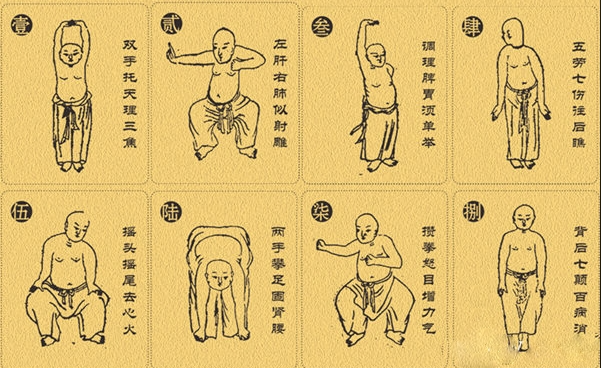 壹
双手托天理三焦
贰
左肝右肺似射雕
叁
调理脾胃须单举
肆
五劳七伤往后瞧
伍
摇头摇尾去心火
陆
两手攀足固肾腰
柒
攒拳怒目增力气
捌
背后七颠百病消